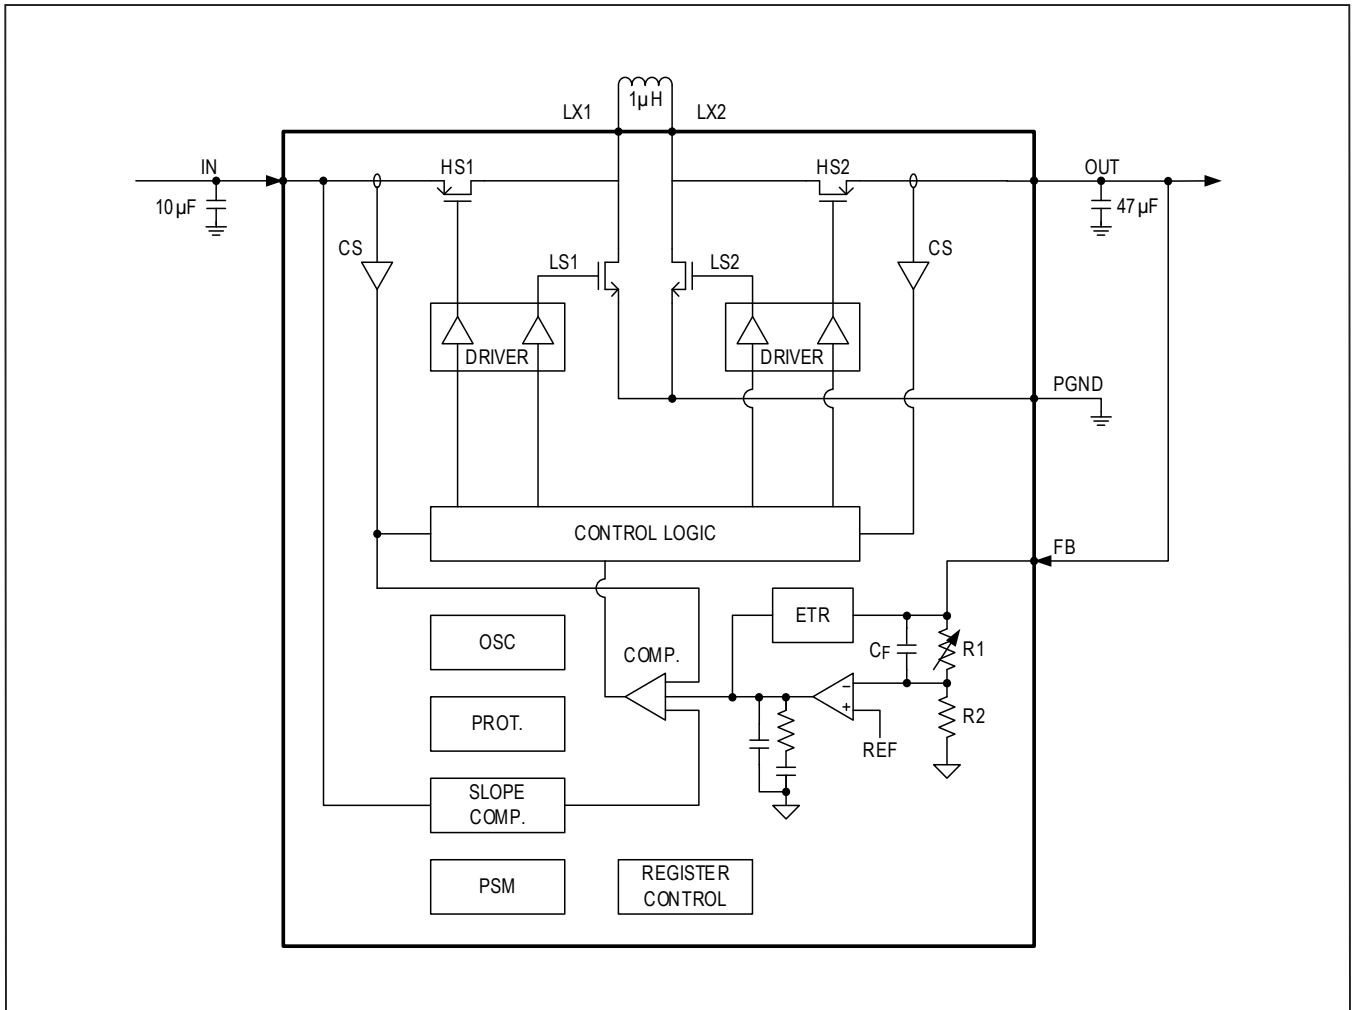 1µH
LX1
LX2
IN
HS1
HS2
OUT
10µF
47µF
CS
LS1
LS2
CS
DRIVER
DRIVER
PGND
CONTROL LOGIC
FB
ETR
OSC
COMP.
CF
R1
PROT.
R2
REF
SLOPE
COMP.
PSM
REGISTER
CONTROL